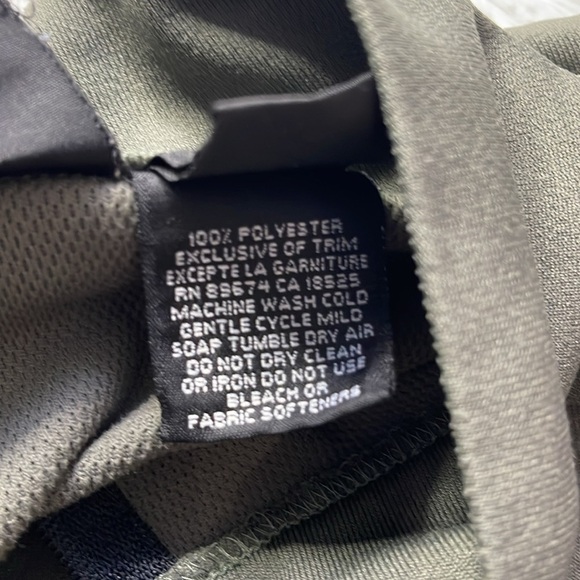 100% POLYESTER
EXCLUSIVE OF TRIM
EXCEPTE LA GARNITURE
RN 89674 CA 18525
MACHINE WASH COLD
GENTLE CYCLE MILD
SOAP TUMBLE DRY AIR
DO NOT DRY CLEAN
OR IRON DO NOT USE
BLEACH OR
FABRIC SOFTENERS